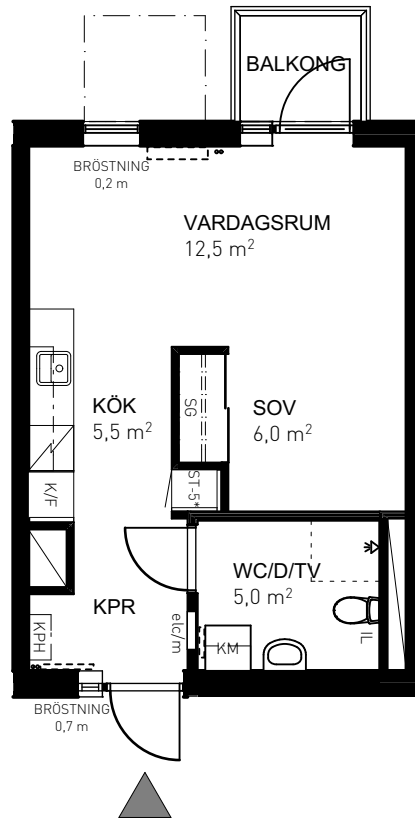 BALKONG
BRÖSTNING
0,2 m
VARDAGSRUM
12,5 m²
KÖK
5,5 m²
SG
SOV
6,0 m²
K/F
ST-5*
WC/D/TV
5,0 m²
KPR
KPH
elc/m
KM
IL
BRÖSTNING
0,7 m